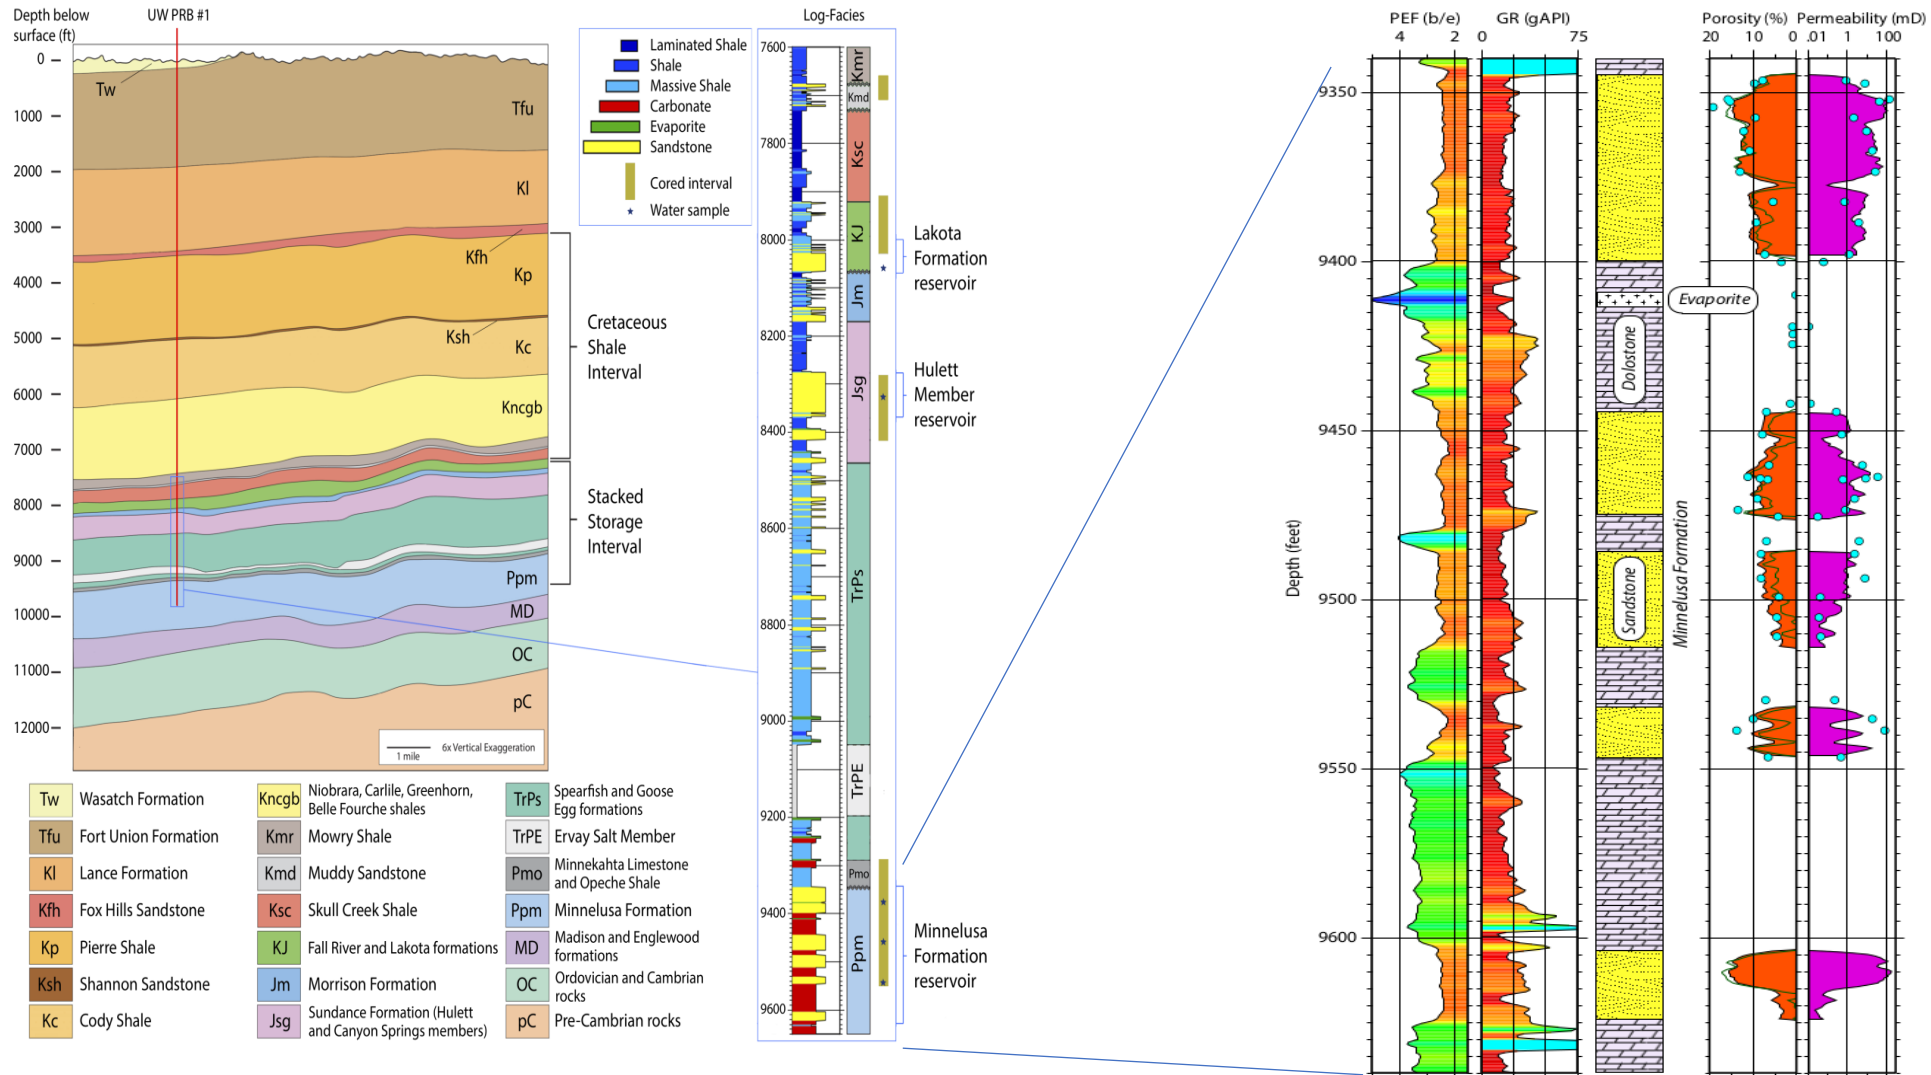 Depth below
surface (ft)
UW PRB #1
0
1000
2000
3000
4000
5000
6000
7000
8000
9000
10000
11000
12000
Tw
Tfu
Kl
Kfh
Kp
Ksh
Kc
Kncgb
Ppm
MD
OC
pC
1 mile
6x Vertical Exaggeration
Cretaceous
Shale
Interval
Stacked
Storage
Interval
Laminated Shale
Shale
Massive Shale
Carbonate
Evaporite
Sandstone
Cored interval
Water sample
Log-Facies
7600
7800
8000
8200
8400
8600
8800
9000
9200
9400
9600
Kmr
Kmd
Ksc
KJ
Jm
Jsg
TrPs
TrPE
Pmo
Ppm
Lakota
Formation
reservoir
Hulett
Member
reservoir
Minnelusa
Formation
reservoir
Tw Wasatch Formation
Tfu Fort Union Formation
Kl Lance Formation
Kfh Fox Hills Sandstone
Kp Pierre Shale
Ksh Shannon Sandstone
Kc Cody Shale
Kncgb Niobrara, Carlile, Greenhorn,
Belle Fourche shales
Kmr Mowry Shale
Kmd Muddy Sandstone
Ksc Skull Creek Shale
KJ Fall River and Lakota formations
Jm Morrison Formation
Jsg Sundance Formation (Hulett
and Canyon Springs members)
TrPs Spearfish and Goose
Egg formations
TrPE Ervay Salt Member
Pmo Minnekahta Limestone
and Opeche Shale
Ppm Minnelusa Formation
MD Madison and Englewood
formations
OC Ordovician and Cambrian
rocks
pC Pre-Cambrian rocks
PEF (b/e)
4 2
GR (gAPI)
0 75
Porosity (%)
20 10 0
Permeability (mD)
.01 1 100
Depth (feet)
9350
9400
9450
9500
9550
9600
Evaporite
Dolostone
Sandstone
Minnelusa Formation